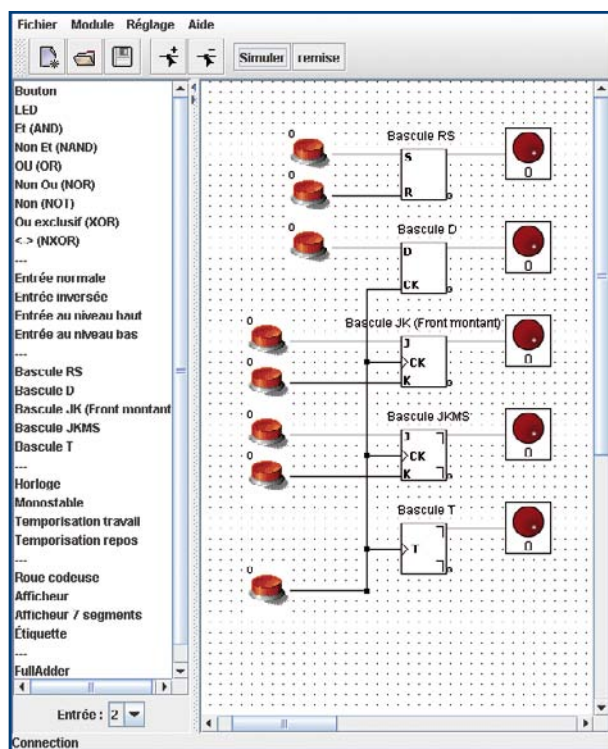 Fichier Module Réglage Aide
Simuler remise
Bouton
LED
Et (AND)
Non Et (NAND)
OU (OR)
Non Ou (NOR)
Non (NOT)
Ou exclusif (XOR)
<-> (NXOR)
---
Entrée normale
Entrée inversée
Entrée au niveau haut
Entrée au niveau bas
---
Bascule RS
Bascule D
Bascule JK (Front montant
Bascule JKMS
Bascule T
---
Horloge
Monostable
Temporisation travail
Temporisation repos
---
Roue codeuse
Afficheur
Afficheur 7 segments
Étiquette
---
FullAdder
Entrée : 2
Connection
0
Bascule RS
S
0
0
R
Bascule D
0
D
0
CK
Bascule JK (Front montant)
0
J
0
CK
0
K
Bascule JKMS
0
J
0
CK
0
K
Bascule T
T
0
0